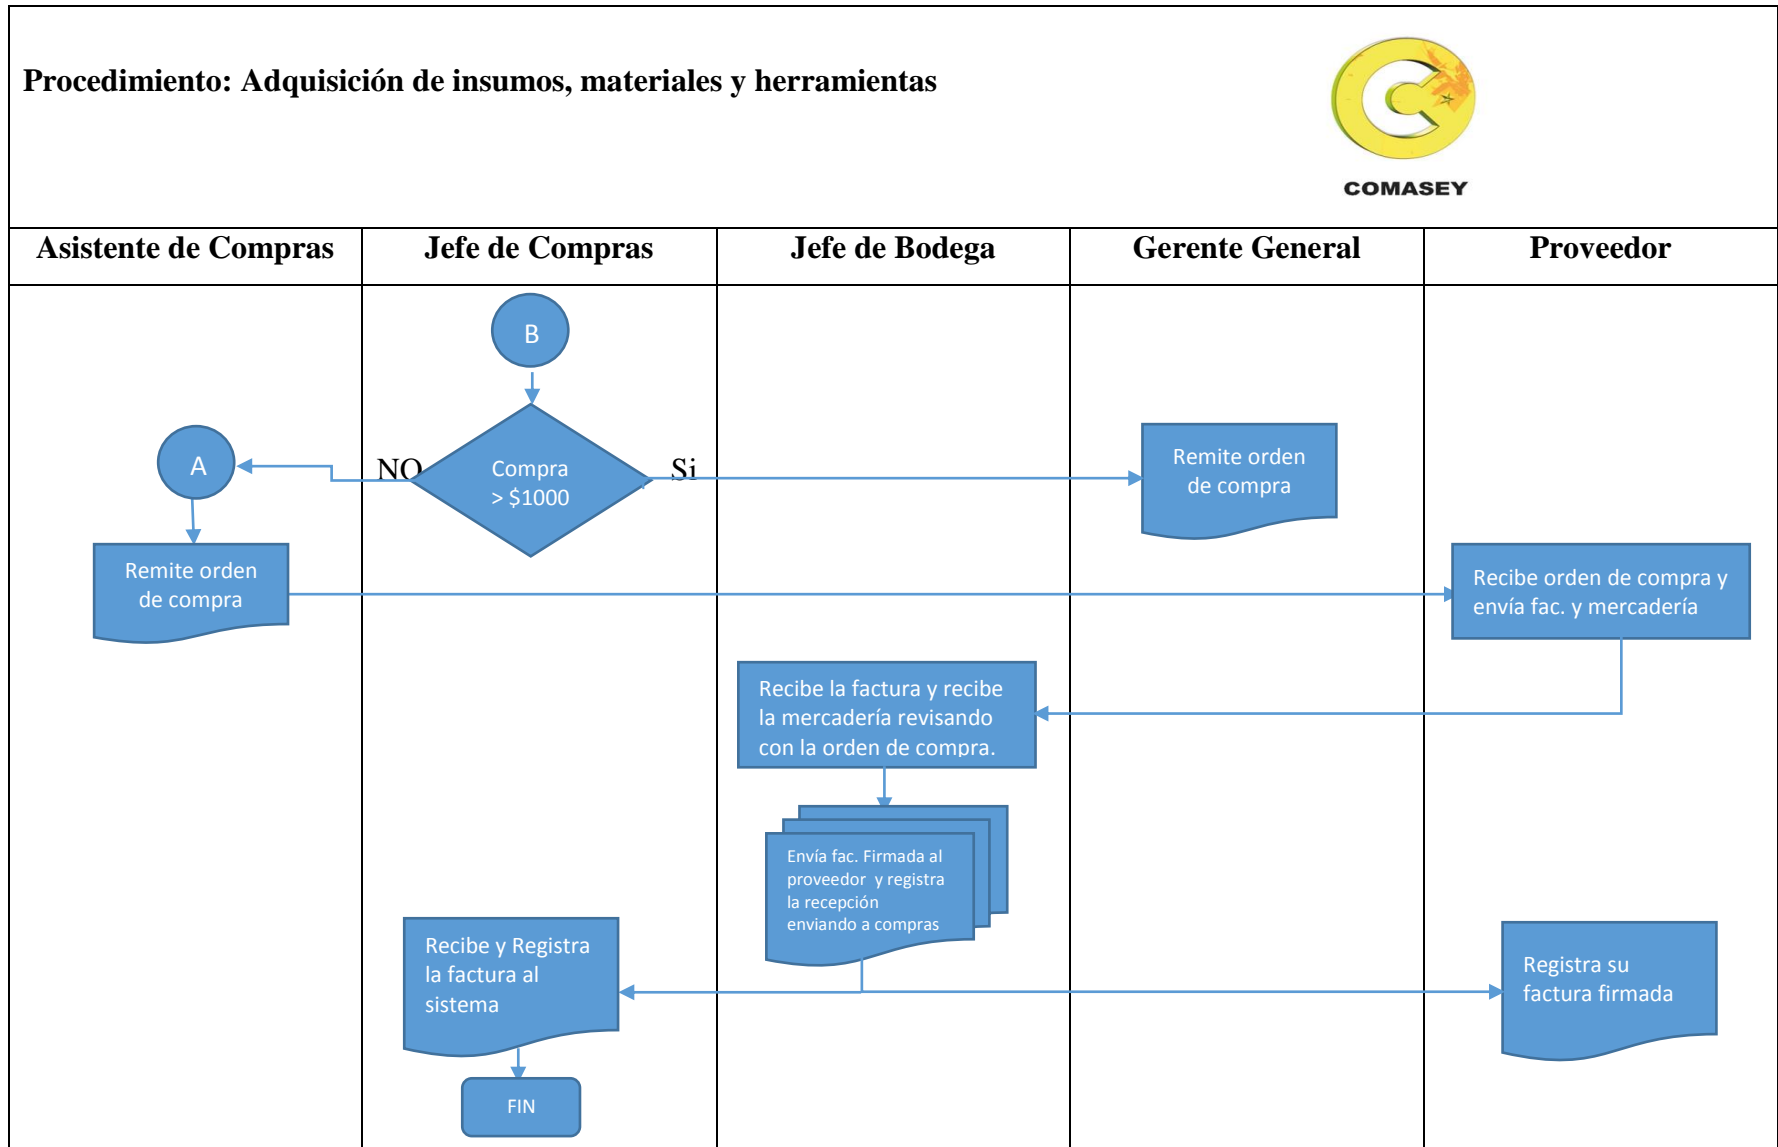 Procedimiento: Adquisición de insumos, materiales y herramientas
COMASEY
Asistente de Compras
Jefe de Compras
Jefe de Bodega
Gerente General
Proveedor
B
A
NO
Compra
> $1000
Si
Remite orden
de compra
Remite orden
de compra
Recibe orden de compra y
envía fac. y mercadería
Recibe la factura y recibe
la mercadería revisando
con la orden de compra.
Envía fac. Firmada al
proveedor y registra
la recepción
enviando a compras
Recibe y Registra
la factura al
sistema
Registra su
factura firmada
FIN